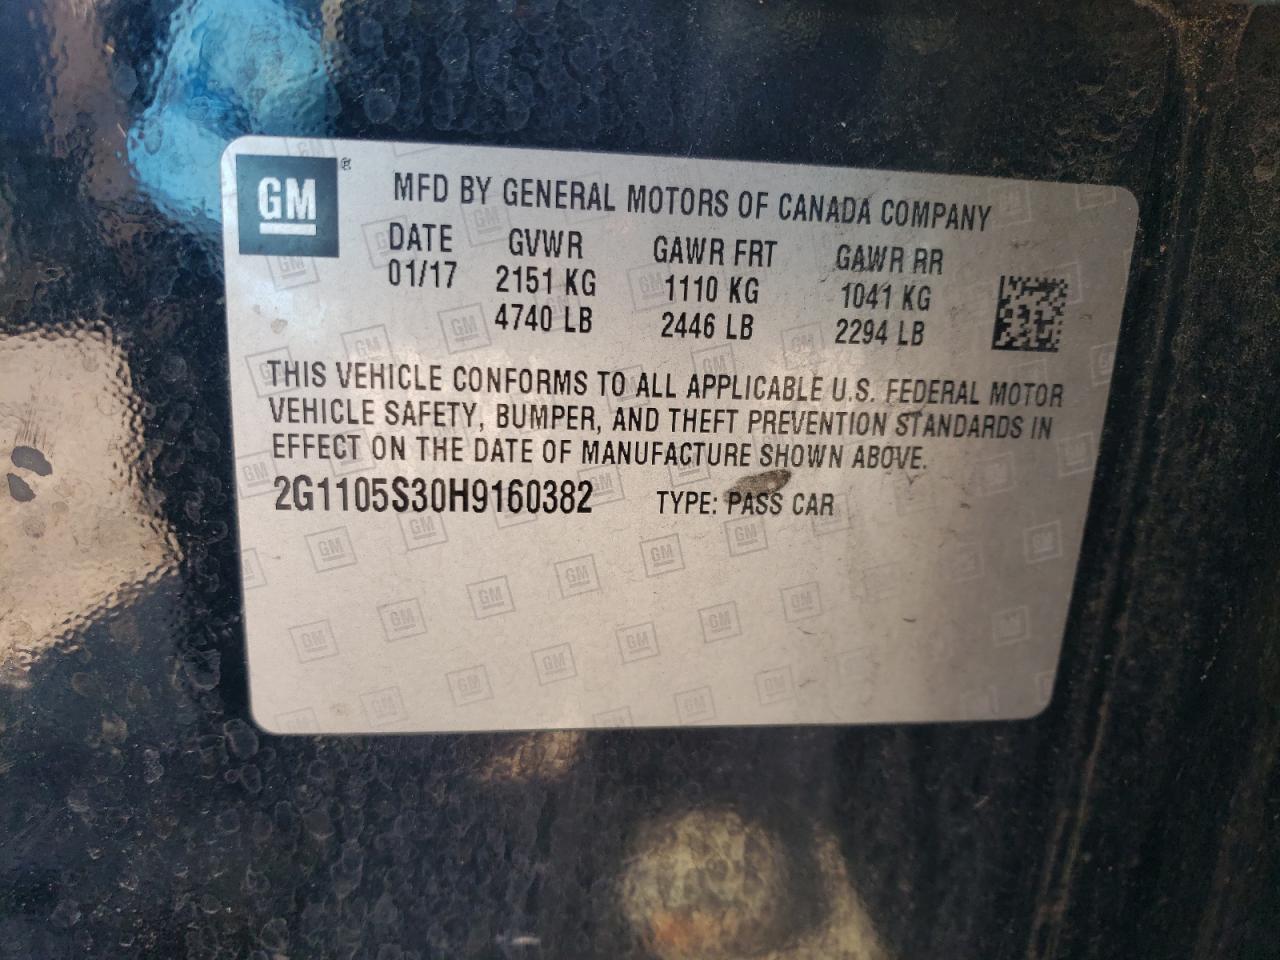 GM ®
MFD BY GENERAL MOTORS OF CANADA COMPANY
DATE GVWR GAWR FRT GAWR RR
01/17 2151 KG 1110 KG 1041 KG
4740 LB 2446 LB 2294 LB
THIS VEHICLE CONFORMS TO ALL APPLICABLE U.S. FEDERAL MOTOR
VEHICLE SAFETY, BUMPER, AND THEFT PREVENTION STANDARDS IN
EFFECT ON THE DATE OF MANUFACTURE SHOWN ABOVE.
2G1105S30H9160382 TYPE: PASS CAR